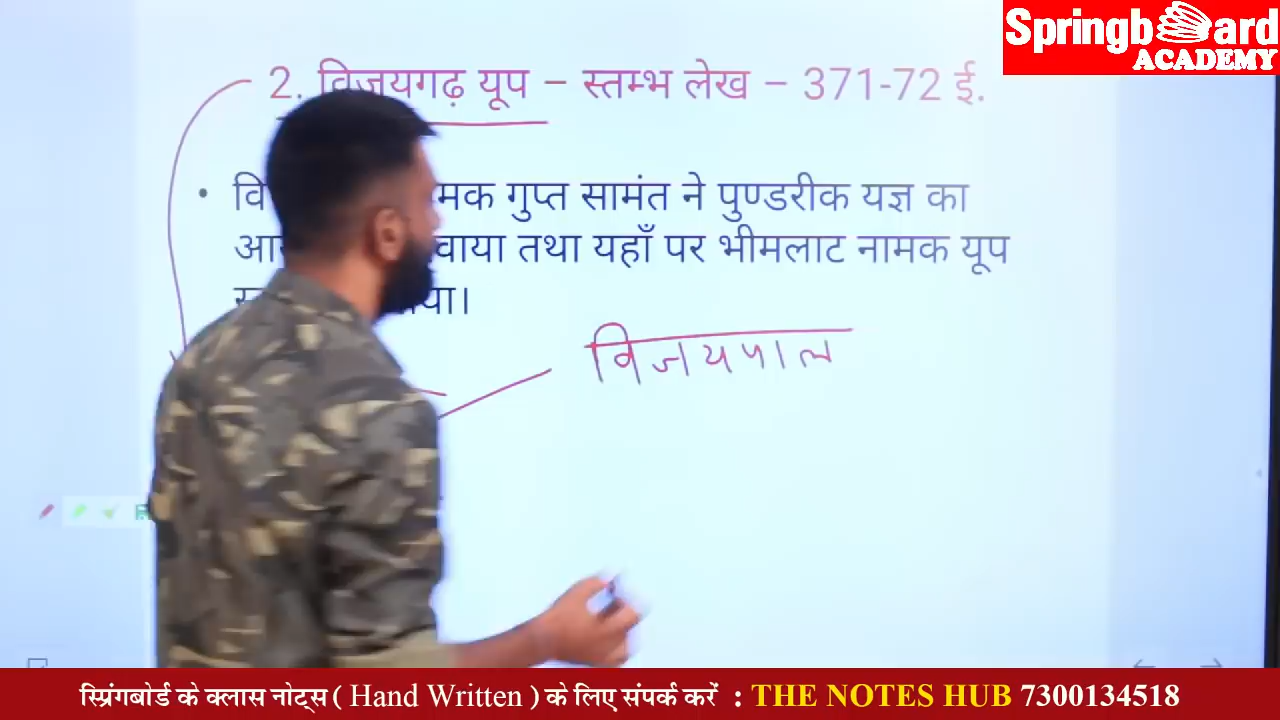 Springboard
ACADEMY
2. विजयगढ़ यूप – स्तम्भ लेख – 371-72 ई.
• गुप्त सामंत ने पुण्डरीक यज्ञ का
तथा यहाँ पर भीमलाट नामक यूप
विजयपाल
स्प्रिंगबोर्ड के क्लास नोट्स ( Hand Written ) के लिए संपर्क करें : THE NOTES HUB 7300134518